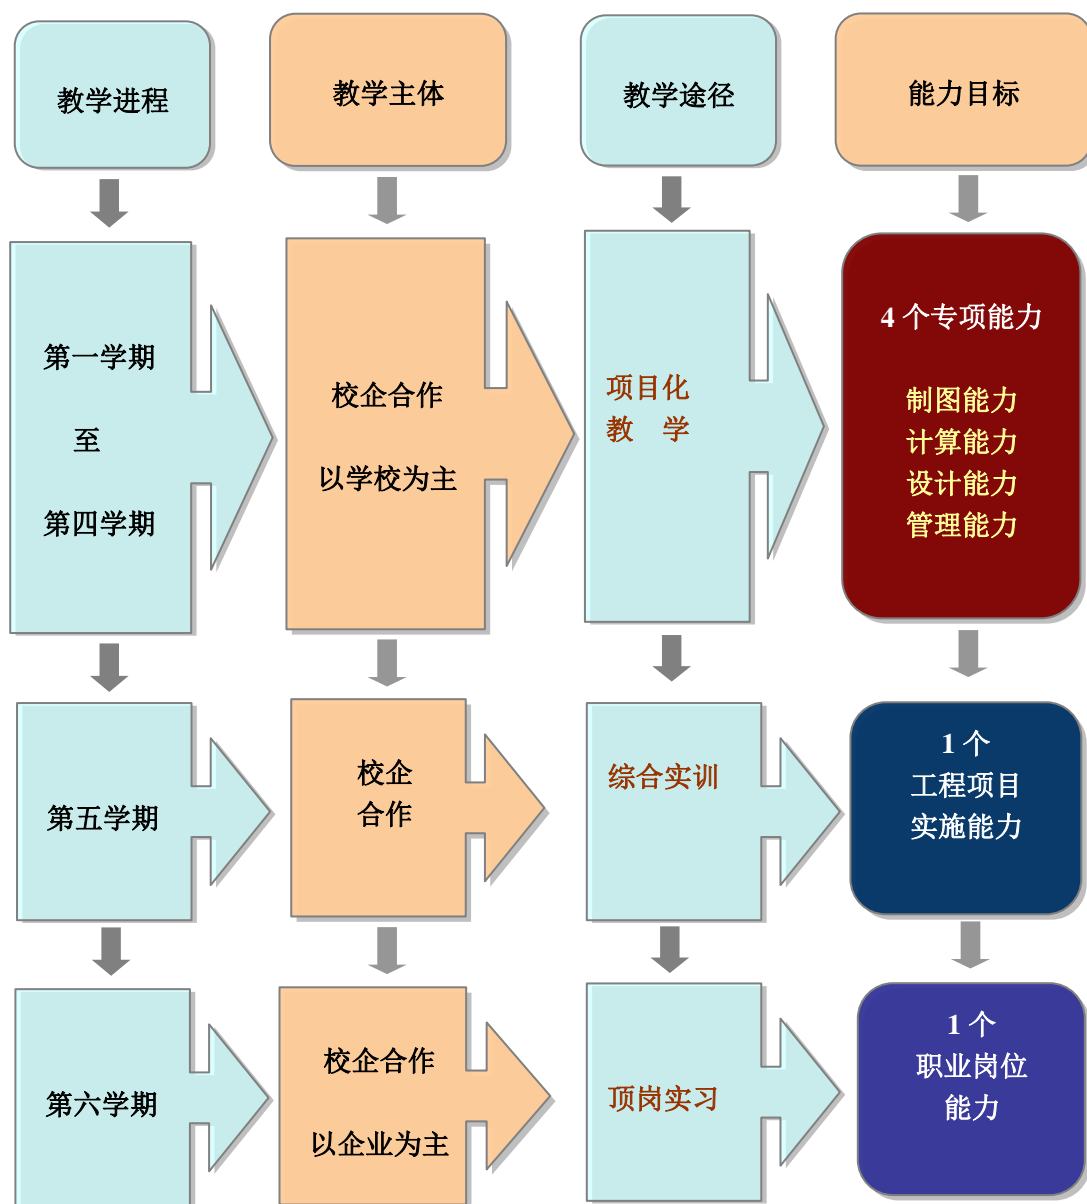 教学进程
教学主体
教学途径
能力目标
第一学期
至
第四学期
校企合作
以学校为主
项目化
教 学
4 个专项能力
制图能力
计算能力
设计能力
管理能力
第五学期
校企
合作
综合实训
1 个
工程项目
实施能力
第六学期
校企合作
以企业为主
顶岗实习
1 个
职业岗位
能力